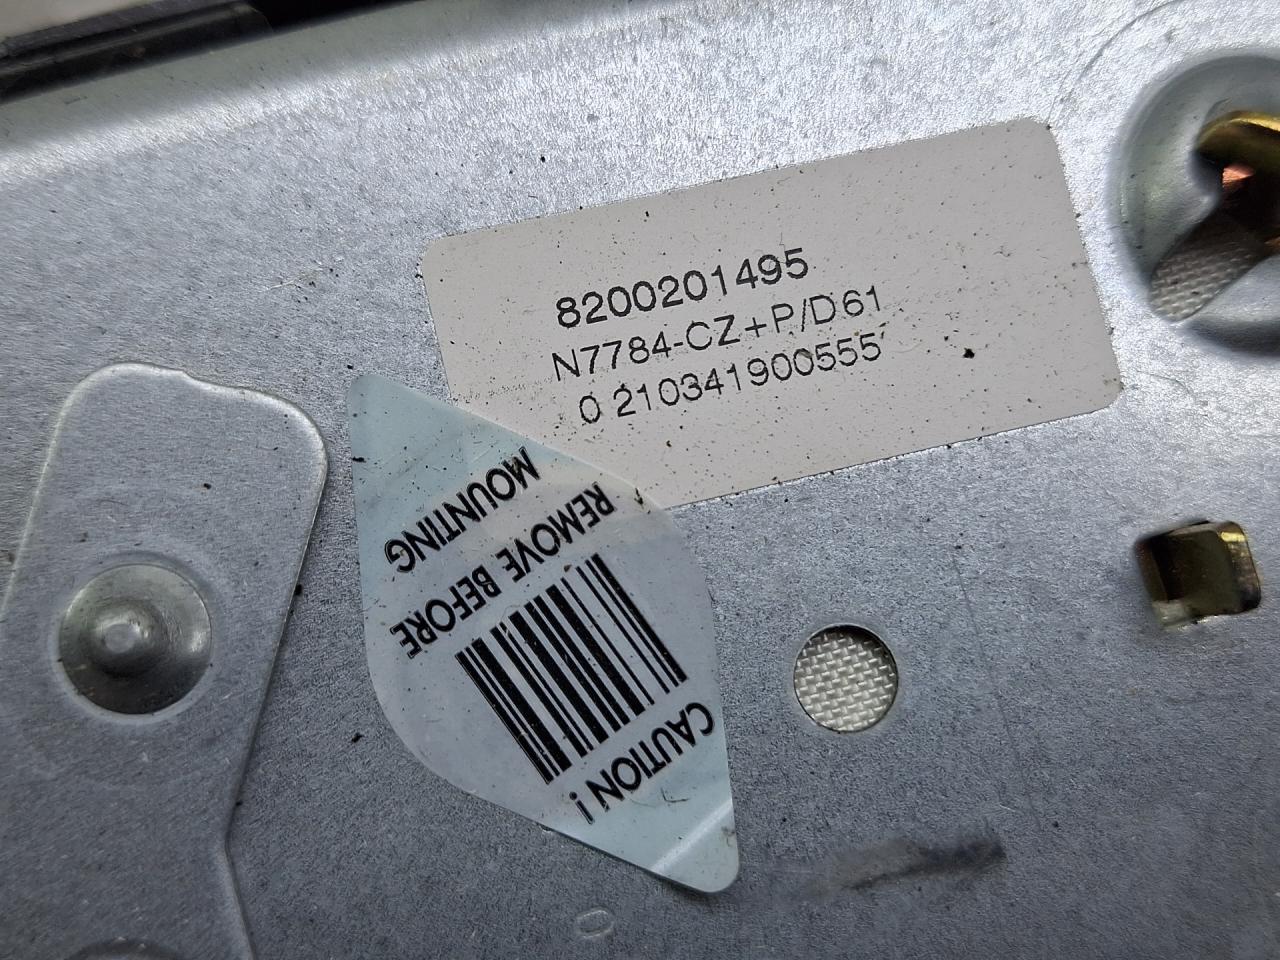 8200201495
N7784-CZ+P/D61
0 210341900555
CAUTION !
REMOVE BEFORE
MOUNTING